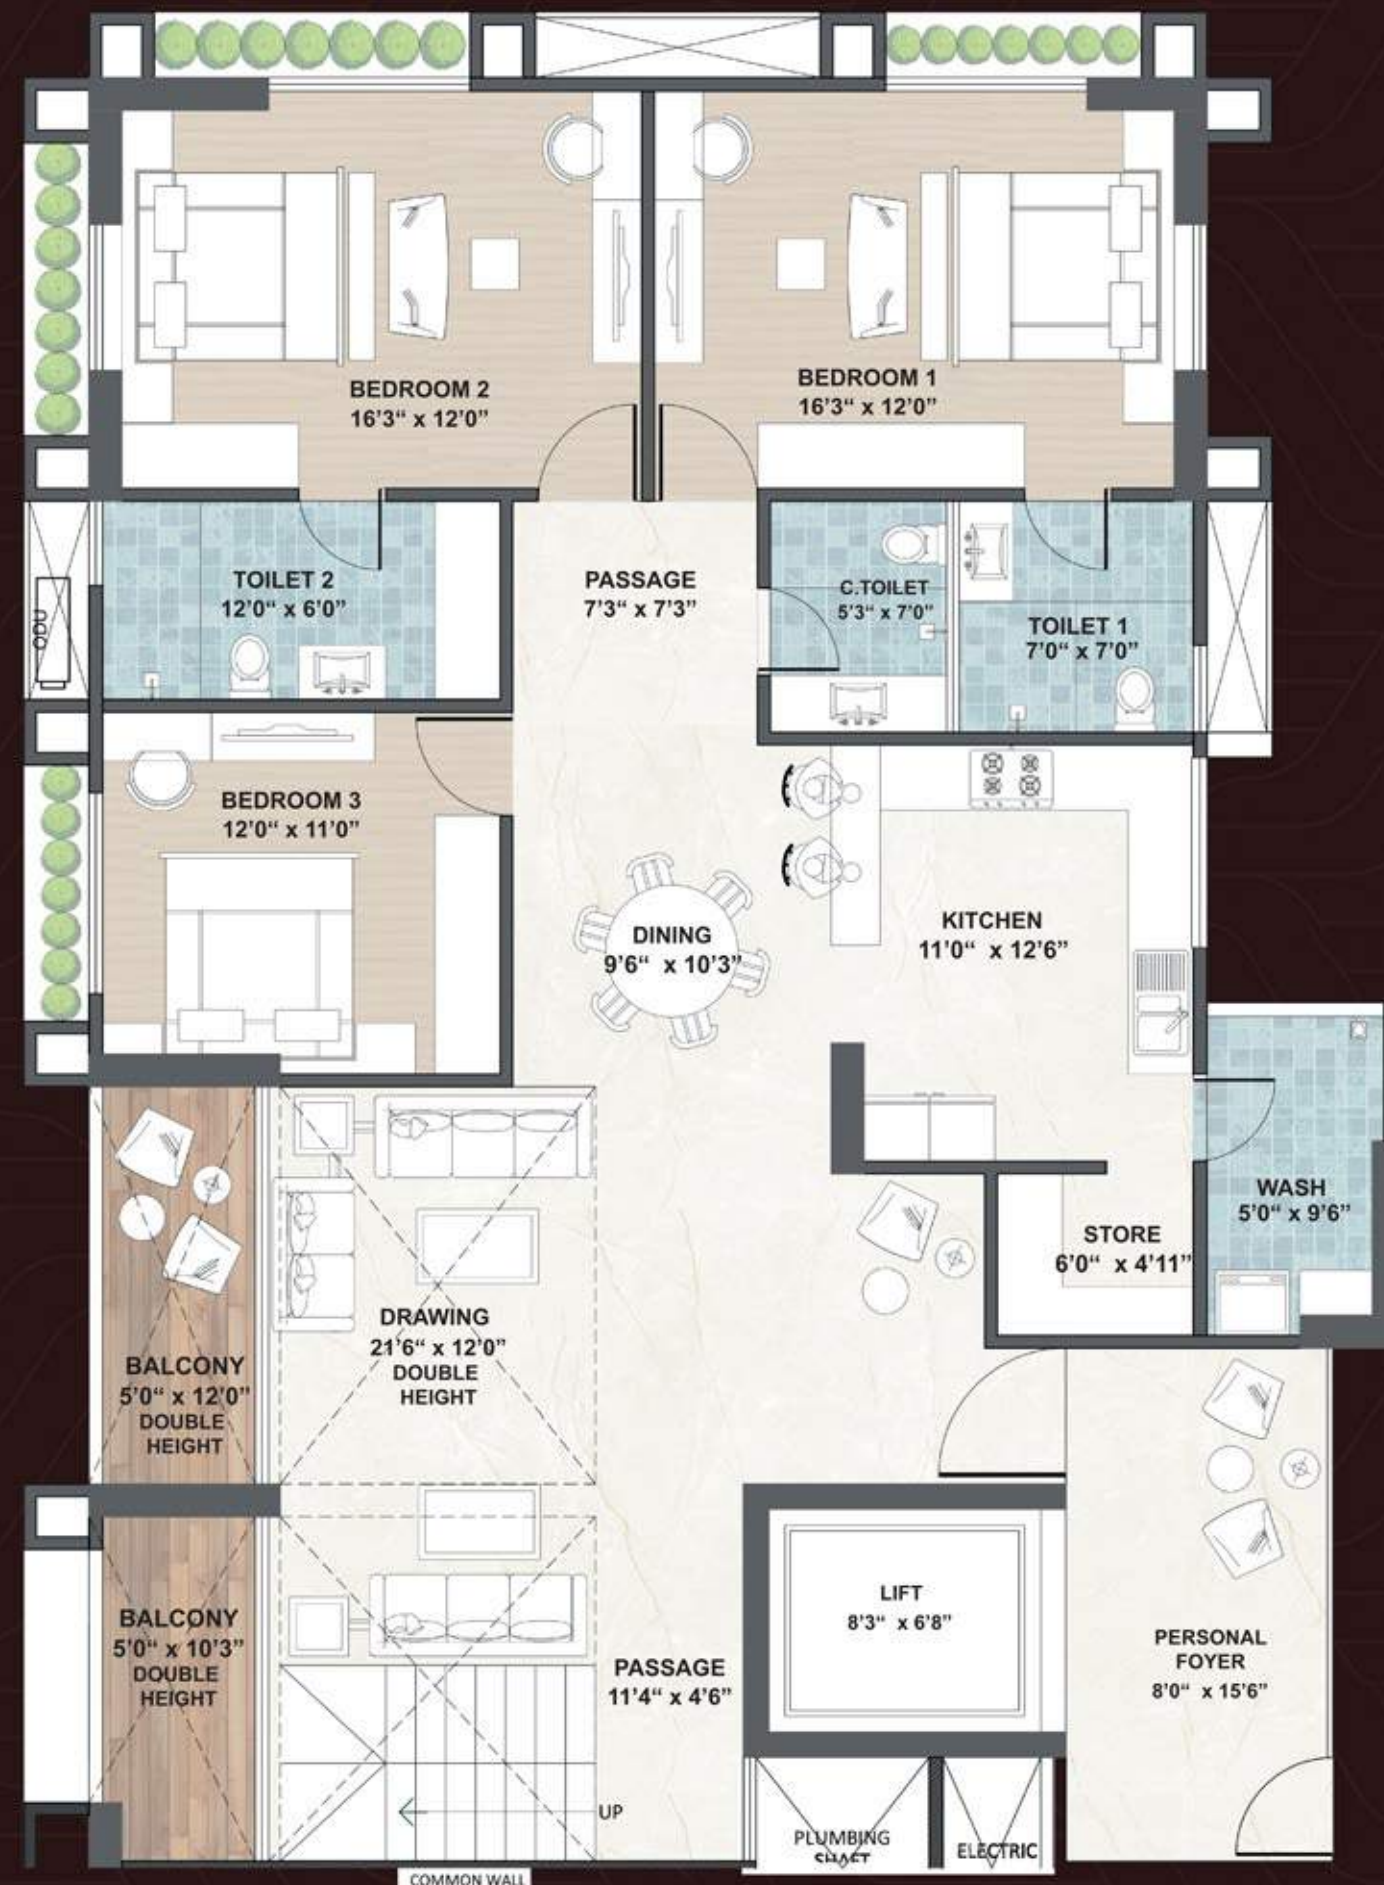 BEDROOM 2
16'3“ x 12'0”
BEDROOM 1
16'3“ x 12'0”
TOILET 2
12'0“ x 6'0”
PASSAGE
7'3“ x 7'3”
C.TOILET
5'3“ x 7'0”
TOILET 1
7'0“ x 7'0”
ODU
BEDROOM 3
12'0“ x 11'0”
DINING
9'6“ x 10'3”
KITCHEN
11'0“ x 12'6”
WASH
5'0“ x 9'6”
STORE
6'0“ x 4'11”
DRAWING
21'6“ x 12'0”
DOUBLE
HEIGHT
BALCONY
5'0“ x 12'0”
DOUBLE
HEIGHT
LIFT
8'3“ x 6'8”
BALCONY
5'0“ x 10'3”
DOUBLE
HEIGHT
PERSONAL
FOYER
8'0“ x 15'6”
PASSAGE
11'4“ x 4'6”
UP
PLUMBING
SHAFT
ELECTRIC
COMMON WALL